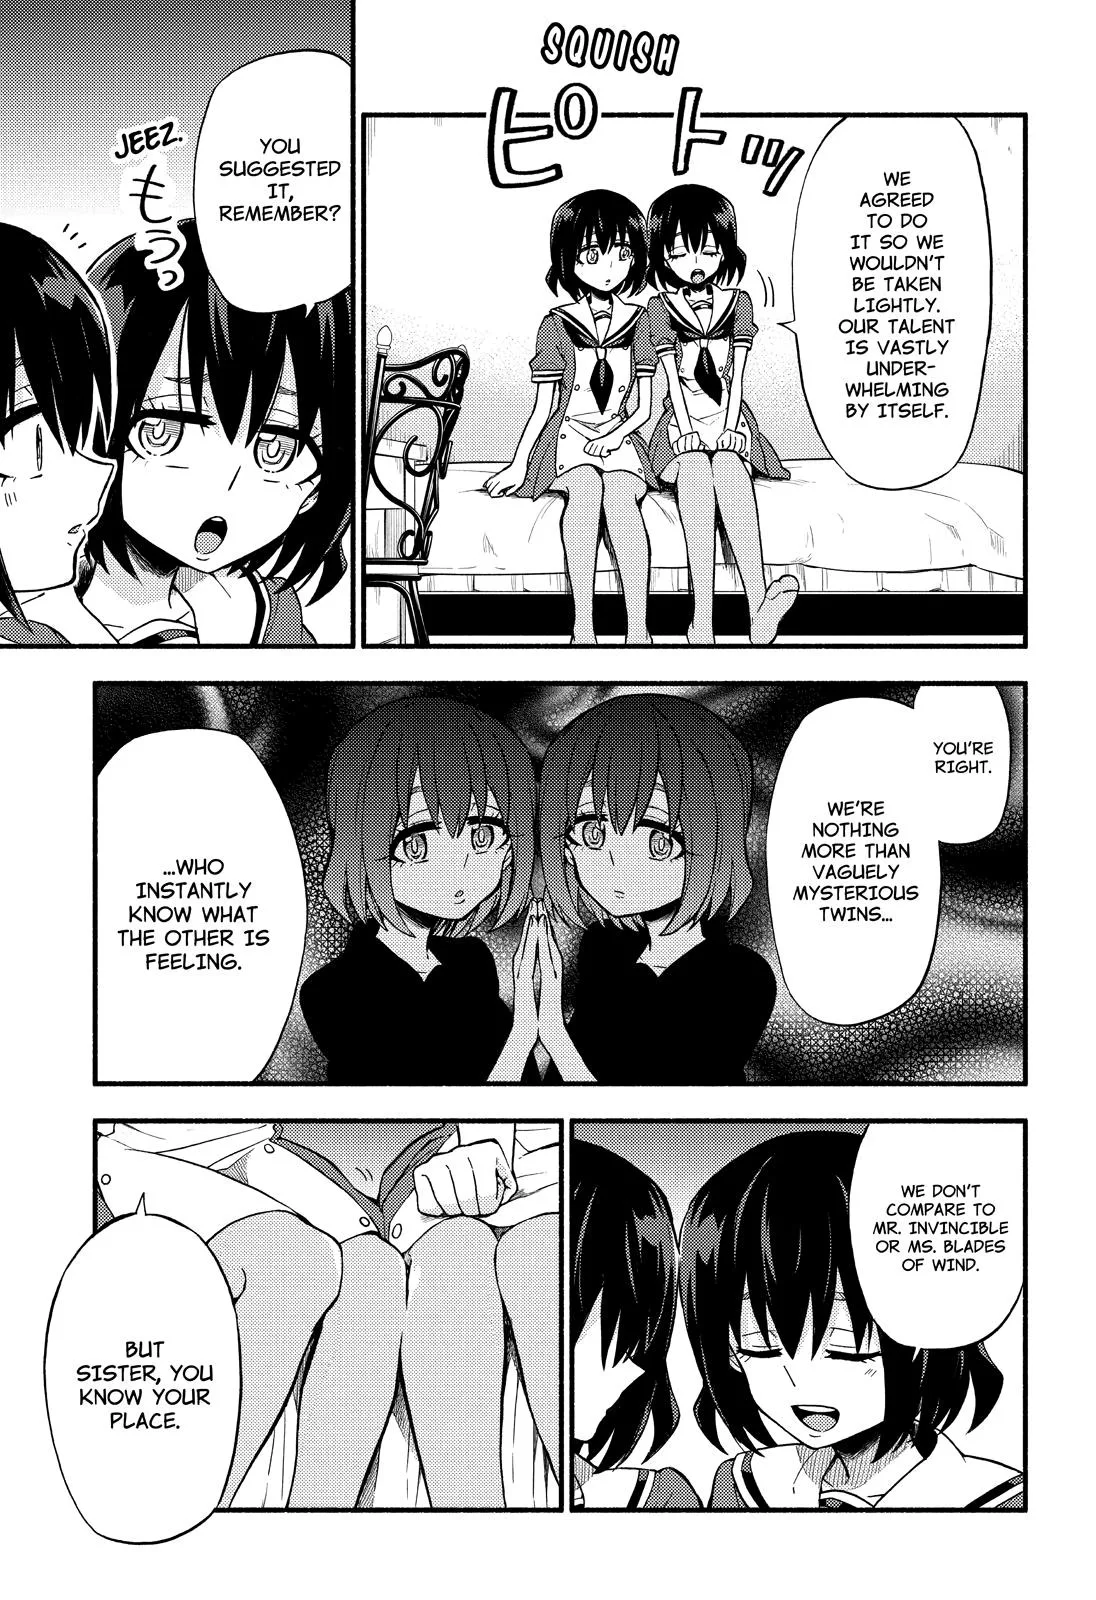 SQUISH
ピトッ
WE
AGREED
TO DO
IT SO WE
WOULDN'T
BE TAKEN
LIGHTLY.
OUR TALENT
IS VASTLY
UNDER-
WHELMING
BY ITSELF.
YOU
SUGGESTED
IT,
REMEMBER?
JEEZ.
もうっ
YOU'RE
RIGHT.
WE'RE
NOTHING
MORE THAN
VAGUELY
MYSTERIOUS
TWINS...
...WHO
INSTANTLY
KNOW WHAT
THE OTHER IS
FEELING.
WE DON'T
COMPARE TO
MR. INVINCIBLE
OR MS. BLADES
OF WIND.
BUT
SISTER, YOU
KNOW YOUR
PLACE.